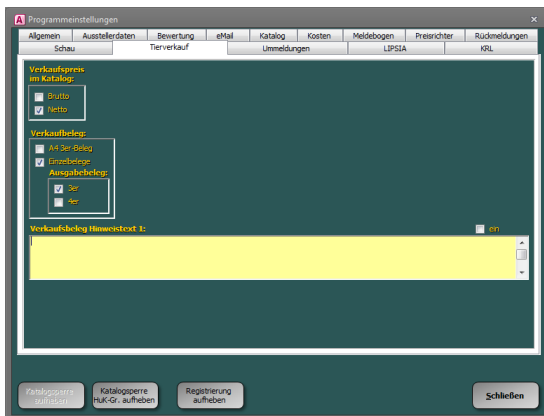 Programmeinstellungen
Allgemein Ausstellerdaten Bewertung eMail Katalog Kosten Meldebogen Preisrichter Rückmeldungen
Schau Tierverkauf Ummeldungen LIPSIA KRL
Verkaufspreis
im Katalog:
Brutto
Netto
Verkaufbeleg:
A4 3er-Beleg
Einzelbelege
Ausgabebeleg:
3er
4er
Verkaufsbeleg Hinweistext 1: ein
Katalogsperre
aufheben
Katalogsperre
HuK-Gr. aufheben
Registrierung
aufheben
Schließen